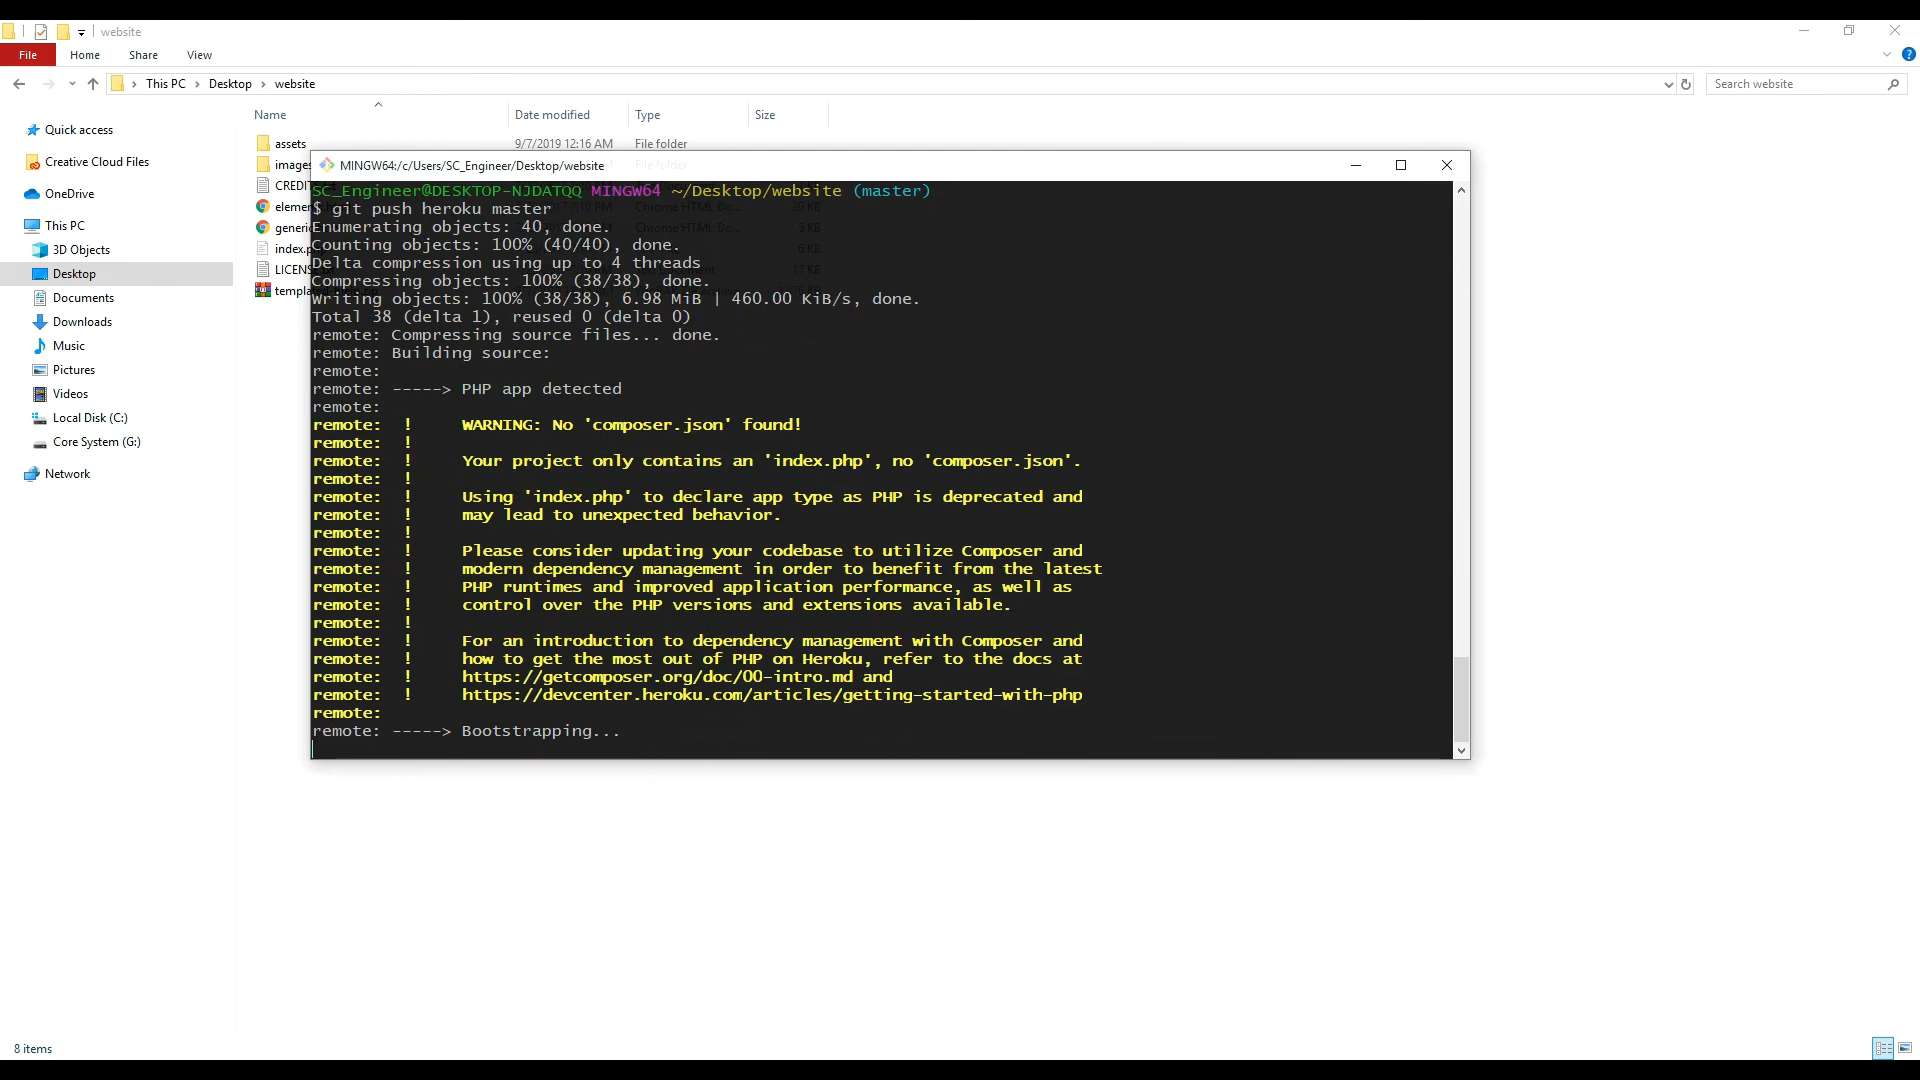 website
File Home Share View
This PC > Desktop > website
Search website
Name Date modified Type Size
Quick access
Creative Cloud Files
OneDrive
This PC
3D Objects
Desktop
Documents
Downloads
Music
Pictures
Videos
Local Disk (C:)
Core System (G:)
Network
assets 9/7/2019 12:16 AM File folder
images File folder
MINGW64:/c/Users/SC_Engineer/Desktop/website
SC_Engineer@DESKTOP-NJDATQQ MINGW64 ~/Desktop/website (master)
$ git push heroku master
Enumerating objects: 40, done.
Counting objects: 100% (40/40), done.
Delta compression using up to 4 threads
Compressing objects: 100% (38/38), done.
Writing objects: 100% (38/38), 6.98 MiB | 460.00 KiB/s, done.
Total 38 (delta 1), reused 0 (delta 0)
remote: Compressing source files... done.
remote: Building source:
remote:
remote: -----> PHP app detected
remote:
remote: ! WARNING: No 'composer.json' found!
remote: !
remote: ! Your project only contains an 'index.php', no 'composer.json'.
remote: !
remote: ! Using 'index.php' to declare app type as PHP is deprecated and
remote: ! may lead to unexpected behavior.
remote: !
remote: ! Please consider updating your codebase to utilize Composer and
remote: ! modern dependency management in order to benefit from the latest
remote: ! PHP runtimes and improved application performance, as well as
remote: ! control over the PHP versions and extensions available.
remote: !
remote: ! For an introduction to dependency management with Composer and
remote: ! how to get the most out of PHP on Heroku, refer to the docs at
remote: ! https://getcomposer.org/doc/00-intro.md and
remote: ! https://devcenter.heroku.com/articles/getting-started-with-php
remote:
remote: -----> Bootstrapping...
8 items